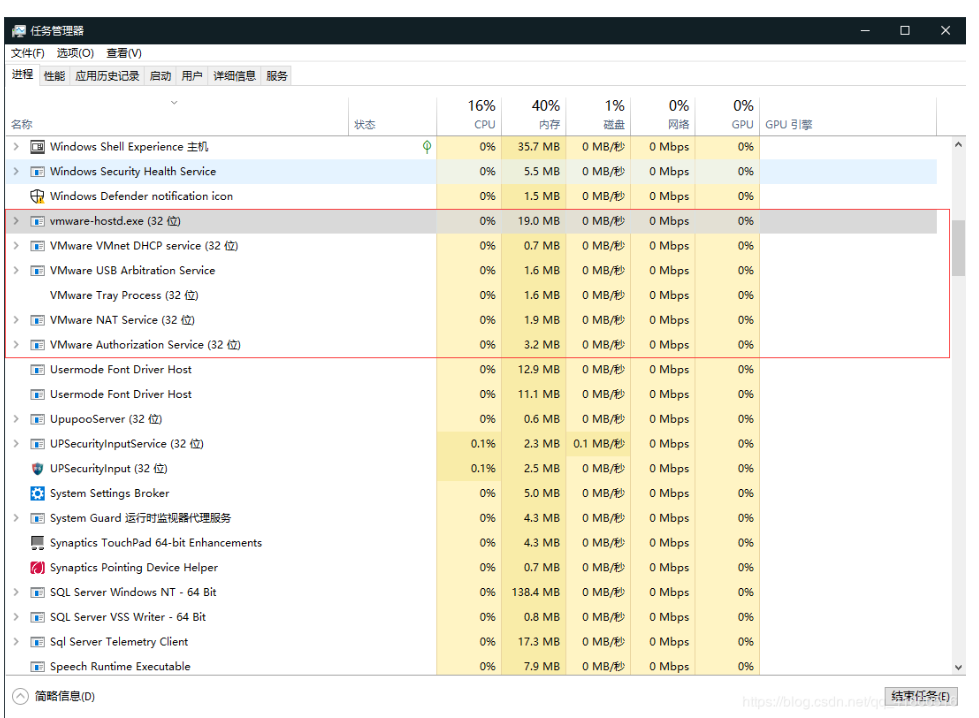 任务管理器
文件(F) 选项(O) 查看(V)
进程 性能 应用历史记录 启动 用户 详细信息 服务
16% 40% 1% 0% 0%
名称 状态 CPU 内存 磁盘 网络 GPU GPU 引擎
Windows Shell Experience 主机 0% 35.7 MB 0 MB/秒 0 Mbps 0%
Windows Security Health Service 0% 5.5 MB 0 MB/秒 0 Mbps 0%
Windows Defender notification icon 0% 1.5 MB 0 MB/秒 0 Mbps 0%
vmware-hostd.exe (32 位) 0% 19.0 MB 0 MB/秒 0 Mbps 0%
VMware VMnet DHCP service (32 位) 0% 0.7 MB 0 MB/秒 0 Mbps 0%
VMware USB Arbitration Service 0% 1.6 MB 0 MB/秒 0 Mbps 0%
VMware Tray Process (32 位) 0% 1.6 MB 0 MB/秒 0 Mbps 0%
VMware NAT Service (32 位) 0% 1.9 MB 0 MB/秒 0 Mbps 0%
VMware Authorization Service (32 位) 0% 3.2 MB 0 MB/秒 0 Mbps 0%
Usermode Font Driver Host 0% 12.9 MB 0 MB/秒 0 Mbps 0%
Usermode Font Driver Host 0% 11.1 MB 0 MB/秒 0 Mbps 0%
UpupooServer (32 位) 0% 0.6 MB 0 MB/秒 0 Mbps 0%
UPSecurityInputService (32 位) 0.1% 2.3 MB 0.1 MB/秒 0 Mbps 0%
UPSecurityInput (32 位) 0.1% 2.5 MB 0 MB/秒 0 Mbps 0%
System Settings Broker 0% 5.0 MB 0 MB/秒 0 Mbps 0%
System Guard 运行时监视器代理服务 0% 4.3 MB 0 MB/秒 0 Mbps 0%
Synaptics TouchPad 64-bit Enhancements 0% 4.3 MB 0 MB/秒 0 Mbps 0%
Synaptics Pointing Device Helper 0% 0.7 MB 0 MB/秒 0 Mbps 0%
SQL Server Windows NT - 64 Bit 0% 138.4 MB 0 MB/秒 0 Mbps 0%
SQL Server VSS Writer - 64 Bit 0% 0.8 MB 0 MB/秒 0 Mbps 0%
Sql Server Telemetry Client 0% 17.3 MB 0 MB/秒 0 Mbps 0%
Speech Runtime Executable 0% 7.9 MB 0 MB/秒 0 Mbps 0%
简略信息(D) 结束任务(E)